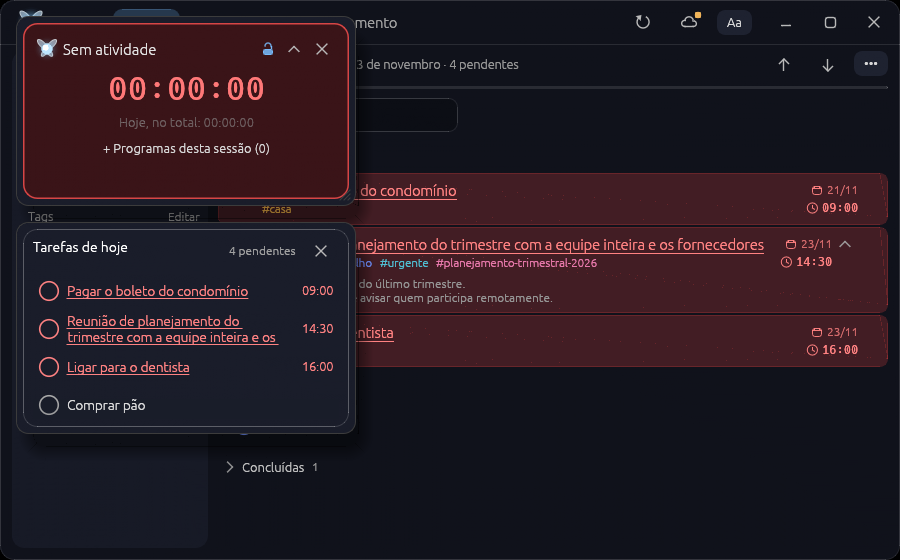 mento
Aa
Sem atividade
00:00:00
Hoje, no total: 00:00:00
+ Programas desta sessão (0)
3 de novembro · 4 pendentes
do condomínio
21/11
09:00
#casa
Tags
Editar
nejamento do trimestre com a equipe inteira e os fornecedores
23/11
14:30
lho #urgente #planejamento-trimestral-2026
do último trimestre.
avisar quem participa remotamente.
entista
23/11
16:00
Tarefas de hoje
4 pendentes
Pagar o boleto do condomínio
09:00
Reunião de planejamento do
trimestre com a equipe inteira e os
14:30
Ligar para o dentista
16:00
Comprar pão
Concluídas 1